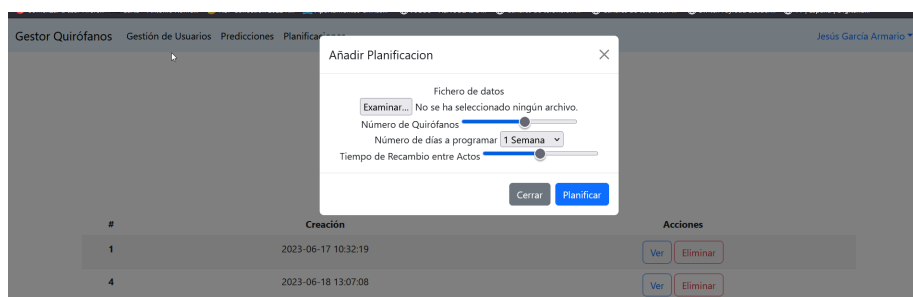 Gestor Quirófanos Gestión de Usuarios Predicciones Jesús García Armario
Añadir Planificacion
Fichero de datos
Examinar... No se ha seleccionado ningún archivo.
Número de Quirófanos
Número de días a programar 1 Semana
Tiempo de Recambio entre Actos
Cerrar Planificar
# Creación Acciones
1 2023-06-17 10:32:19 Ver Eliminar
4 2023-06-18 13:07:08 Ver Eliminar